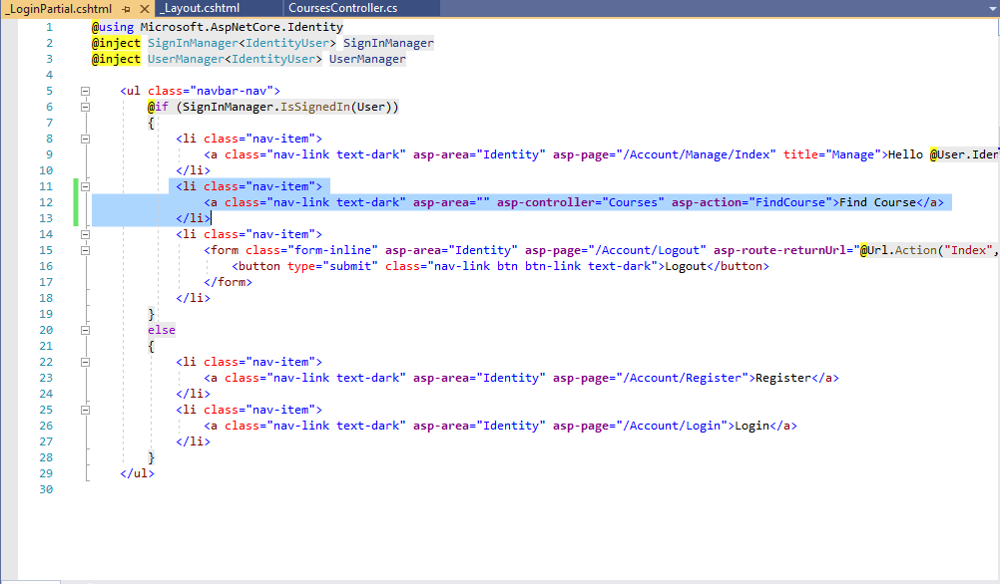 _LoginPartial.cshtml _Layout.cshtml CoursesController.cs
1 @using Microsoft.AspNetCore.Identity
2 @inject SignInManager<IdentityUser> SignInManager
3 @inject UserManager<IdentityUser> UserManager
4
5 <ul class="navbar-nav">
6 @if (SignInManager.IsSignedIn(User))
7 {
8 <li class="nav-item">
9 <a class="nav-link text-dark" asp-area="Identity" asp-page="/Account/Manage/Index" title="Manage">Hello @User.Iden
10 </li>
11 <li class="nav-item">
12 <a class="nav-link text-dark" asp-area="" asp-controller="Courses" asp-action="FindCourse">Find Course</a>
13 </li>
14 <li class="nav-item">
15 <form class="form-inline" asp-area="Identity" asp-page="/Account/Logout" asp-route-returnUrl="@Url.Action("Index",
16 <button type="submit" class="nav-link btn btn-link text-dark">Logout</button>
17 </form>
18 </li>
19 }
20 else
21 {
22 <li class="nav-item">
23 <a class="nav-link text-dark" asp-area="Identity" asp-page="/Account/Register">Register</a>
24 </li>
25 <li class="nav-item">
26 <a class="nav-link text-dark" asp-area="Identity" asp-page="/Account/Login">Login</a>
27 </li>
28 }
29 </ul>
30